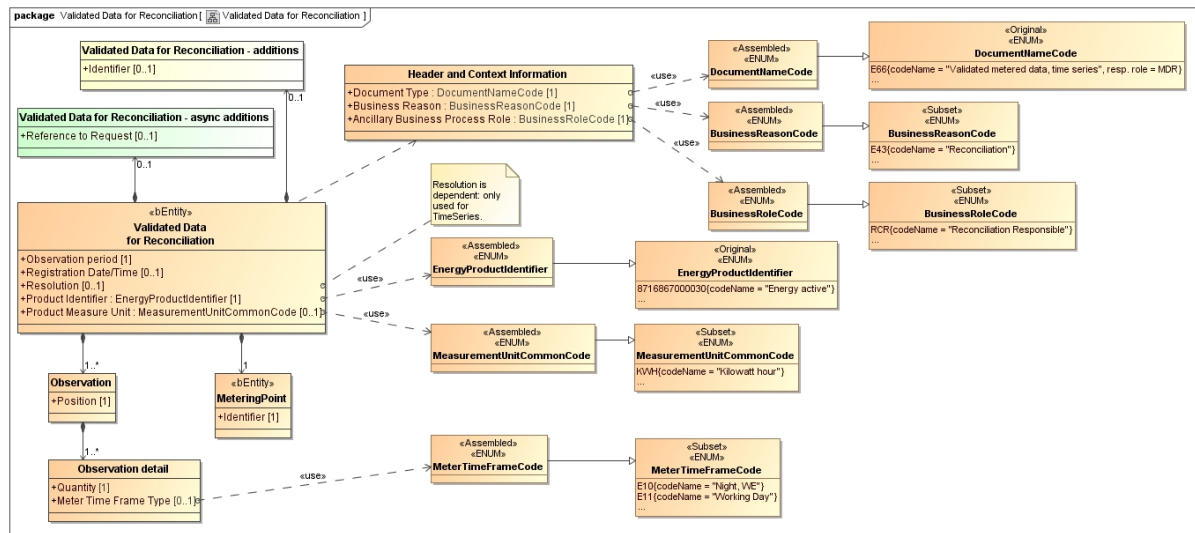 package Validated Data for Reconciliation [ Validated Data for Reconciliation ]
Validated Data for Reconciliation - additions
+Identifier [0..1]
0..1
Validated Data for Reconciliation - async additions
+Reference to Request [0..1]
0..1
«bEntity»
Validated Data
for Reconciliation
+Observation period [1]
+Registration Date/Time [0..1]
+Resolution [0..1]
+Product Identifier : EnergyProductIdentifier [1]
+Product Measure Unit : MeasurementUnitCommonCode [0..1]
1..*
1
Observation
+Position [1]
«bEntity»
MeteringPoint
+Identifier [1]
1..*
Observation detail
+Quantity [1]
+Meter Time Frame Type [0..1]
Header and Context Information
+Document Type : DocumentNameCode [1]
+Business Reason : BusinessReasonCode [1]
+Ancillary Business Process Role : BusinessRoleCode [1]
Resolution is
dependent: only
used for
TimeSeries.
«use»
«use»
«use»
«use»
«use»
«use»
«Assembled»
«ENUM»
DocumentNameCode
«Original»
«ENUM»
DocumentNameCode
E66{codeName = "Validated metered data, time series", resp. role = MDR}
...
«Assembled»
«ENUM»
BusinessReasonCode
«Subset»
«ENUM»
BusinessReasonCode
E43{codeName = "Reconciliation"}
...
«Assembled»
«ENUM»
BusinessRoleCode
«Subset»
«ENUM»
BusinessRoleCode
RCR{codeName = "Reconciliation Responsible"}
...
«Assembled»
«ENUM»
EnergyProductIdentifier
«Original»
«ENUM»
EnergyProductIdentifier
8716867000030{codeName = "Energy active"}
...
«Assembled»
«ENUM»
MeasurementUnitCommonCode
«Subset»
«ENUM»
MeasurementUnitCommonCode
KWH{codeName = "Kilowatt hour"}
...
«Assembled»
«ENUM»
MeterTimeFrameCode
«Subset»
«ENUM»
MeterTimeFrameCode
E10{codeName = "Night, WE"}
E11{codeName = "Working Day"}
...